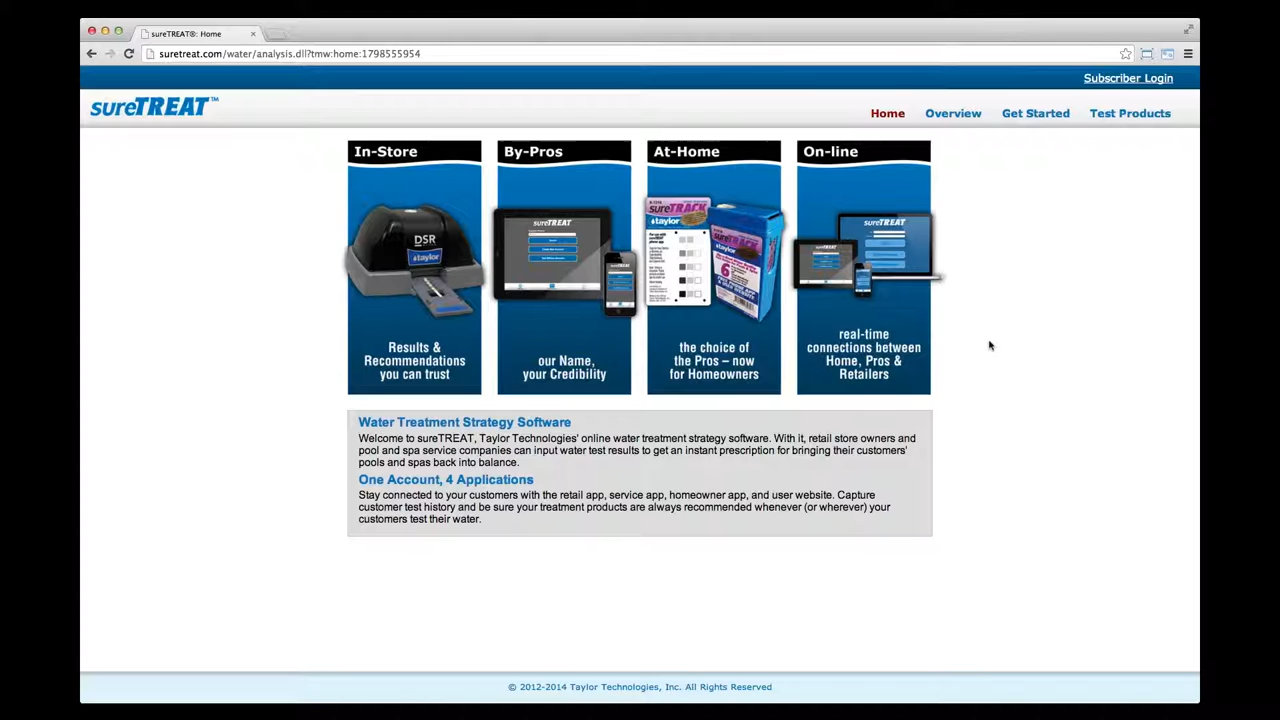 sureTREAT®: Home
suretreat.com/water/analysis.dll?tmw:home:1798555954
Subscriber Login
sureTREAT™
Home Overview Get Started Test Products
In-Store
By-Pros
At-Home
On-line
DSR
taylor
sureTREAT
sureTRACK
taylor
sureTRACK
taylor
6
sureTREAT
Results &
Recommendations
you can trust
our Name,
your Credibility
the choice of
the Pros – now
for Homeowners
real-time
connections between
Home, Pros &
Retailers
Water Treatment Strategy Software
Welcome to sureTREAT, Taylor Technologies' online water treatment strategy software. With it, retail store owners and
pool and spa service companies can input water test results to get an instant prescription for bringing their customers'
pools and spas back into balance.
One Account, 4 Applications
Stay connected to your customers with the retail app, service app, homeowner app, and user website. Capture
customer test history and be sure your treatment products are always recommended whenever (or wherever) your
customers test their water.
© 2012-2014 Taylor Technologies, Inc. All Rights Reserved